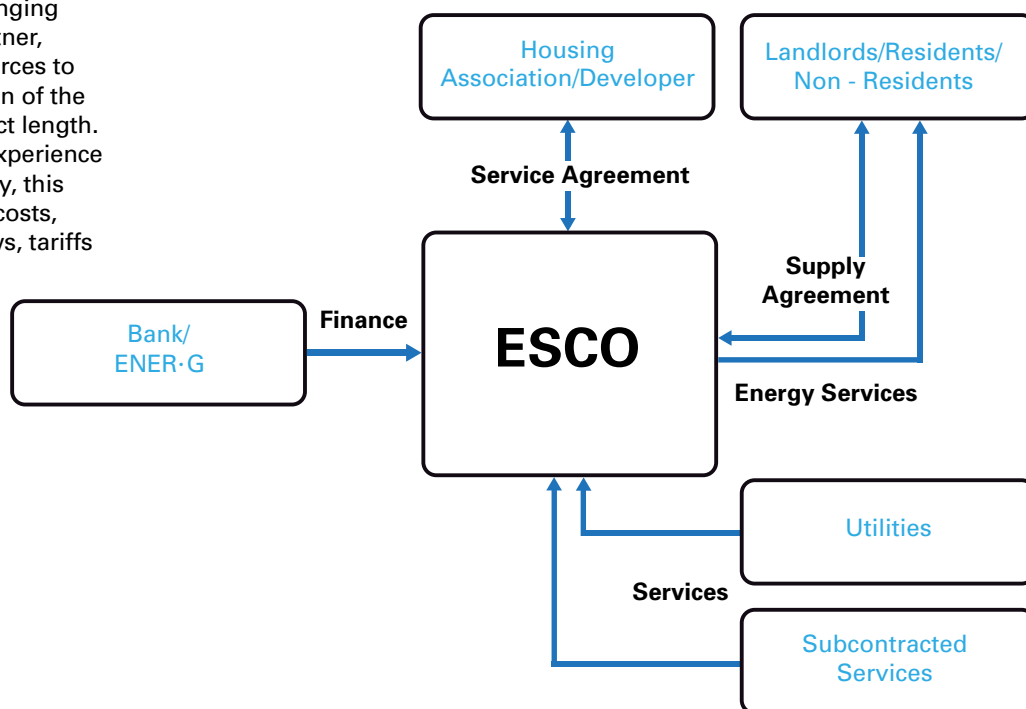 tner,
rces to
n of the
ct length.
xperience
y, this
costs,
vs, tariffs
Housing
Association/Developer
Landlords/Residents/
Non - Residents
Service Agreement
Supply
Agreement
Bank/
ENER·G
Finance
ESCO
Energy Services
Utilities
Services
Subcontracted
Services